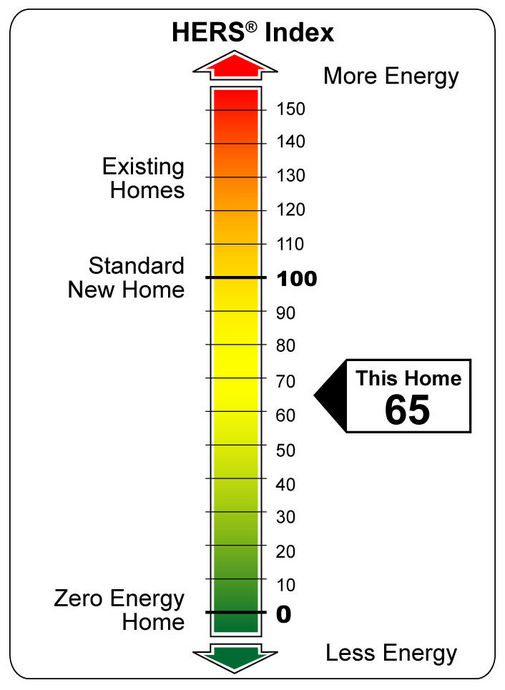 HERS® Index
More Energy
150
140
Existing
Homes
130
120
110
Standard
New Home
100
90
80
This Home
65
70
60
50
40
30
20
10
Zero Energy
Home
0
Less Energy